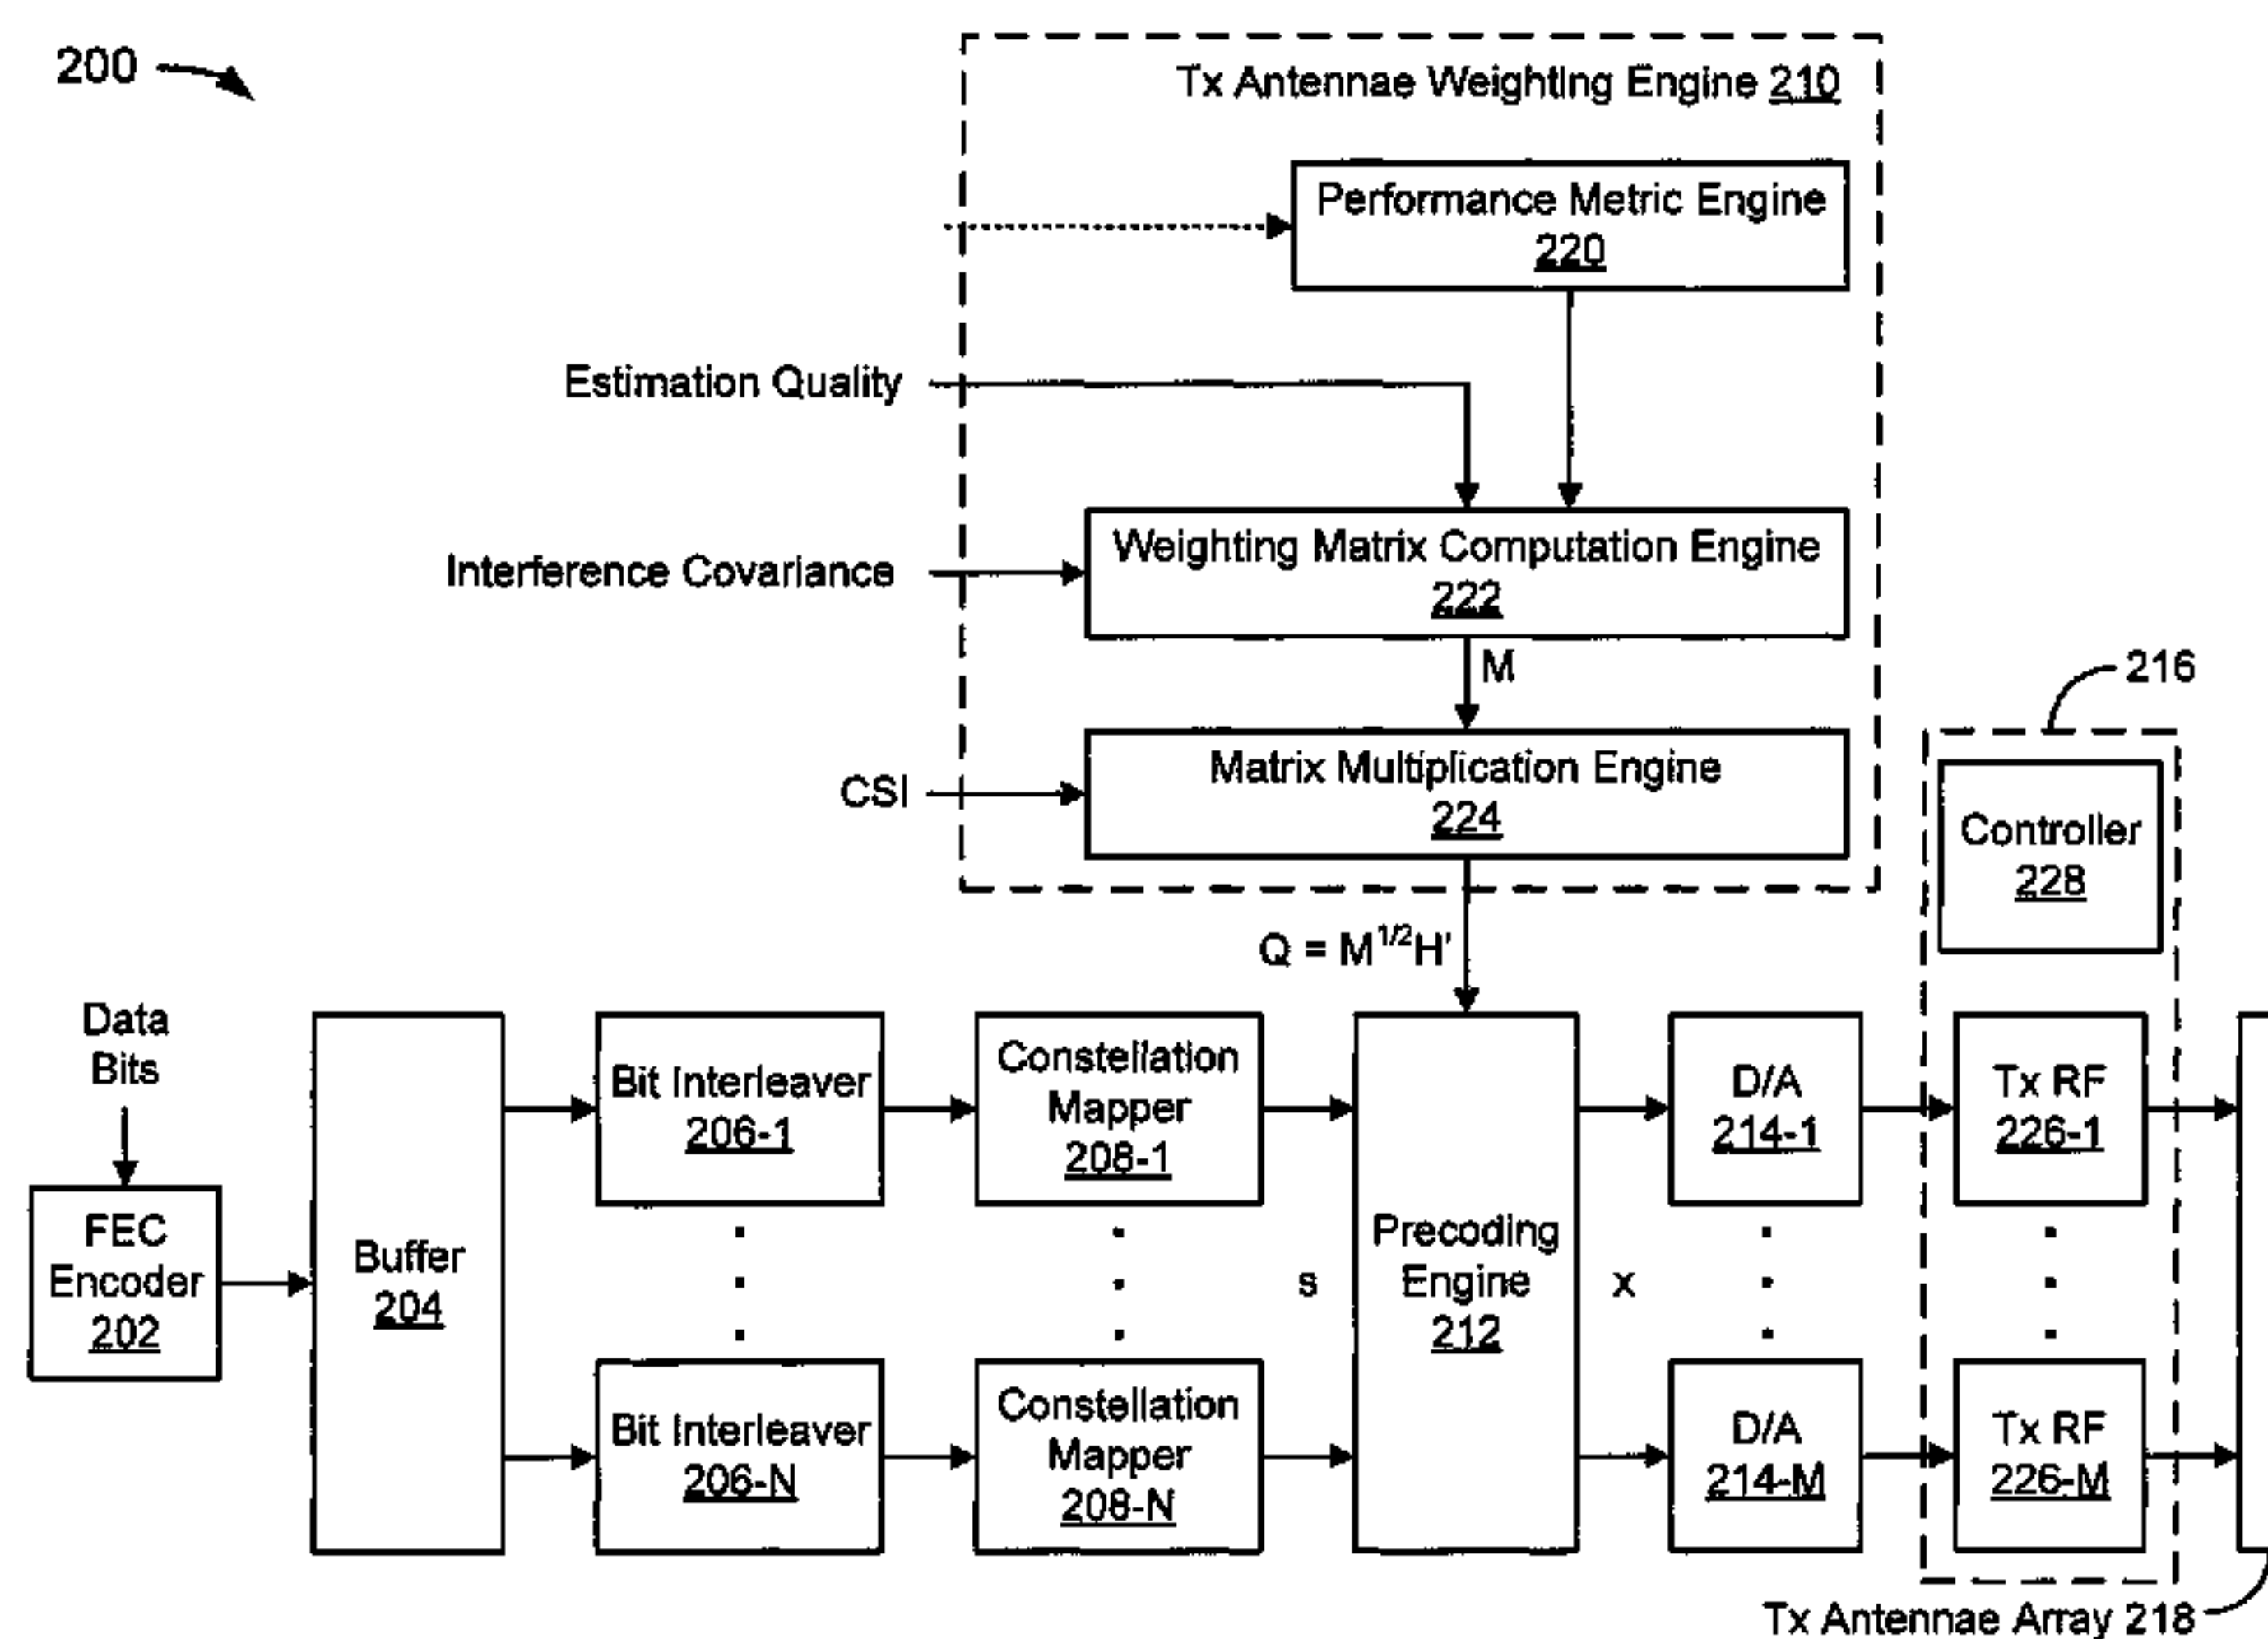 200
Tx Antennae Weighting Engine 210
Performance Metric Engine
220
Estimation Quality
Weighting Matrix Computation Engine
222
Interference Covariance
M
216
Matrix Multiplication Engine
224
CSI
Controller
228
Q = M^1/2H'
Data
Bits
FEC
Encoder
202
Buffer
204
Bit Interleaver
206-1
Constellation
Mapper
208-1
Bit Interleaver
206-N
Constellation
Mapper
208-N
s
Precoding
Engine
212
x
D/A
214-1
Tx RF
226-1
D/A
214-M
Tx RF
226-M
Tx Antennae Array 218